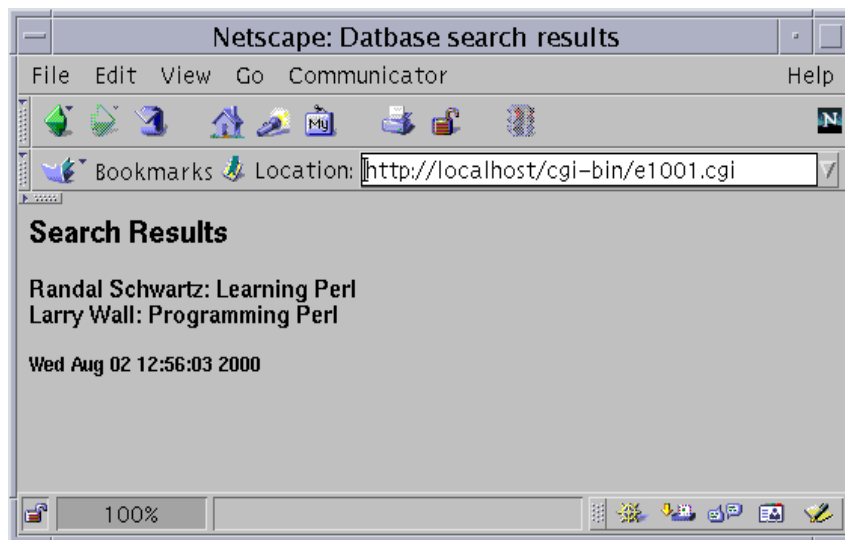 Netscape: Datbase search results
File Edit View Go Communicator Help
My
N
Bookmarks Location: http://localhost/cgi-bin/e1001.cgi
Search Results
Randal Schwartz: Learning Perl
Larry Wall: Programming Perl
Wed Aug 02 12:56:03 2000
100%